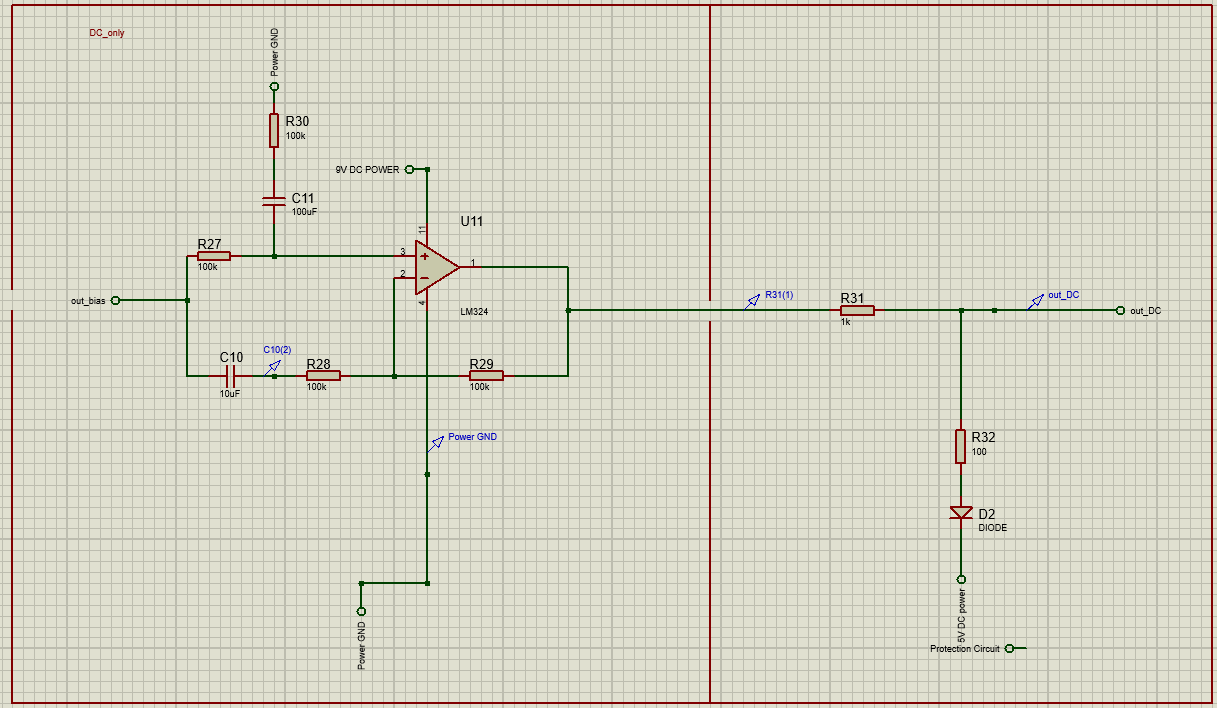 DC_only
Power GND
R30
100k
9V DC POWER
C11
100uF
U11
11
R27
100k
3
2
1
4
LM324
out_bias
R31(1)
R31
1k
out_DC
out_DC
C10(2)
C10
10uF
R28
100k
R29
100k
Power GND
R32
100
D2
DIODE
5V DC power
Power GND
Protection Circuit